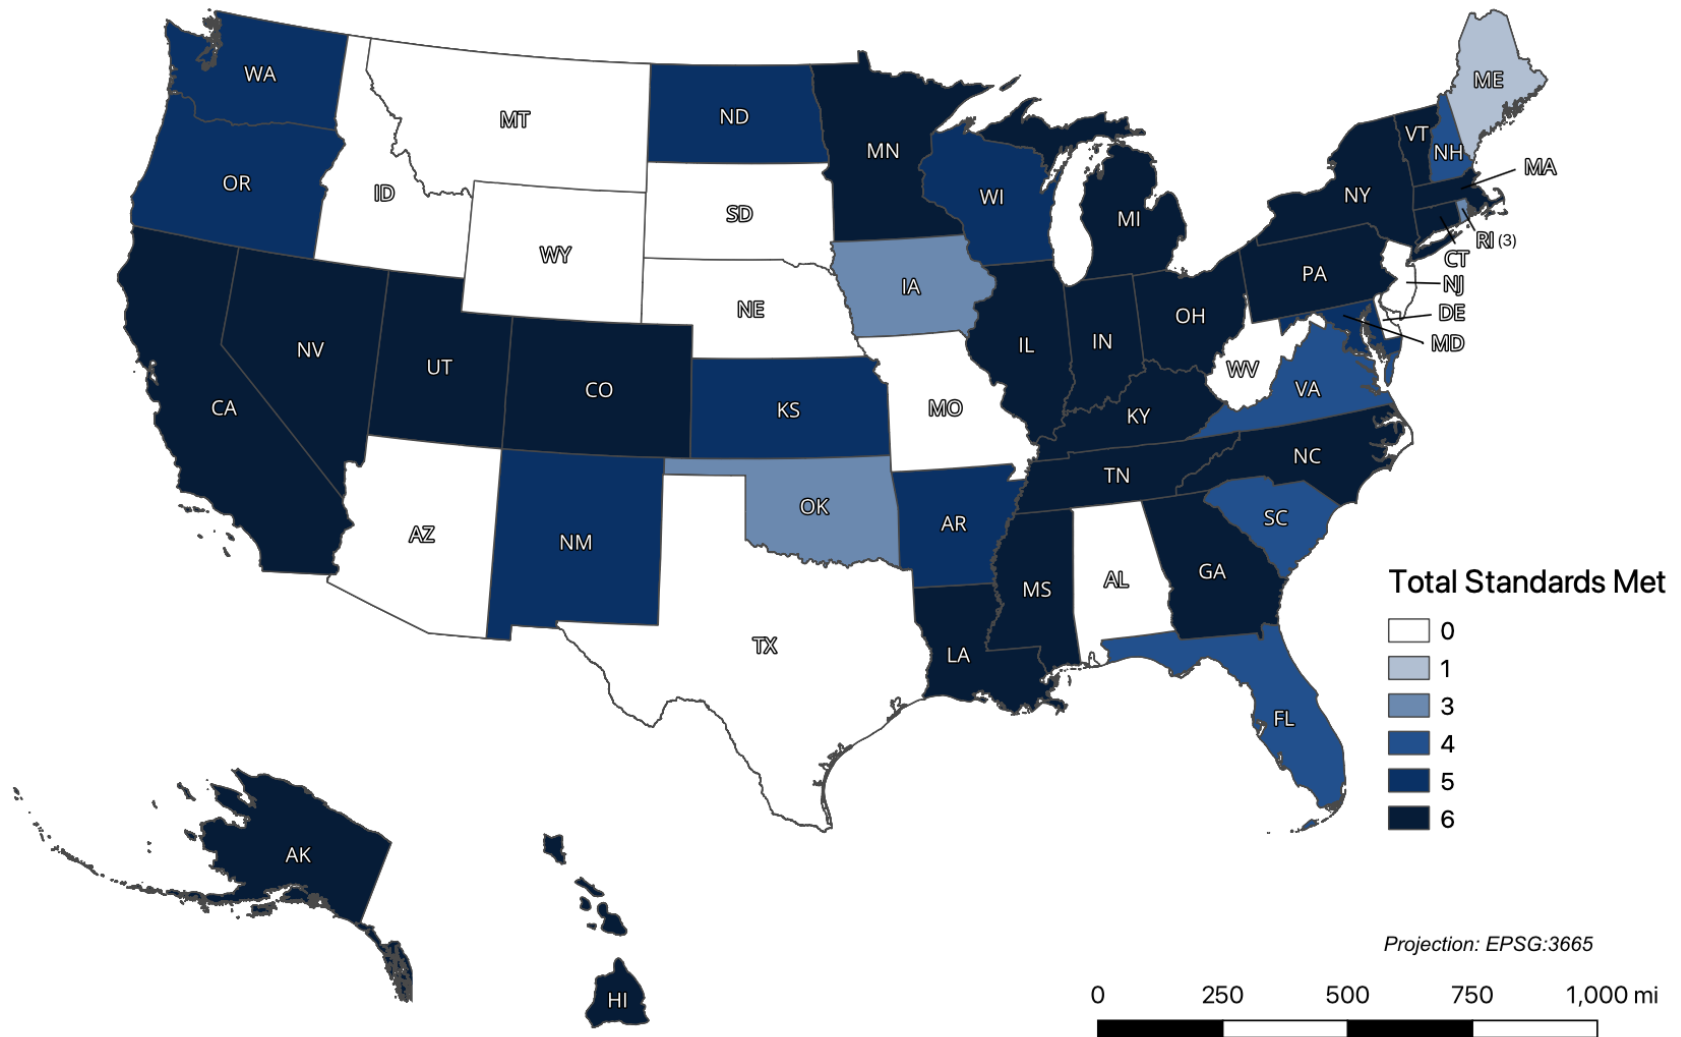 WA
MT
ND
MN
ME
VT
NH
MA
OR
ID
SD
WI
MI
NY
RI (3)
WY
CT
PA
NJ
NE
IA
DE
OH
MD
NV
UT
CO
IL
IN
WV
VA
CA
KS
MO
KY
NC
TN
OK
AR
SC
AZ
NM
MS
AL
GA
TX
LA
FL
Total Standards Met
0
1
3
4
5
6
AK
HI
Projection: EPSG:3665
0 250 500 750 1,000 mi